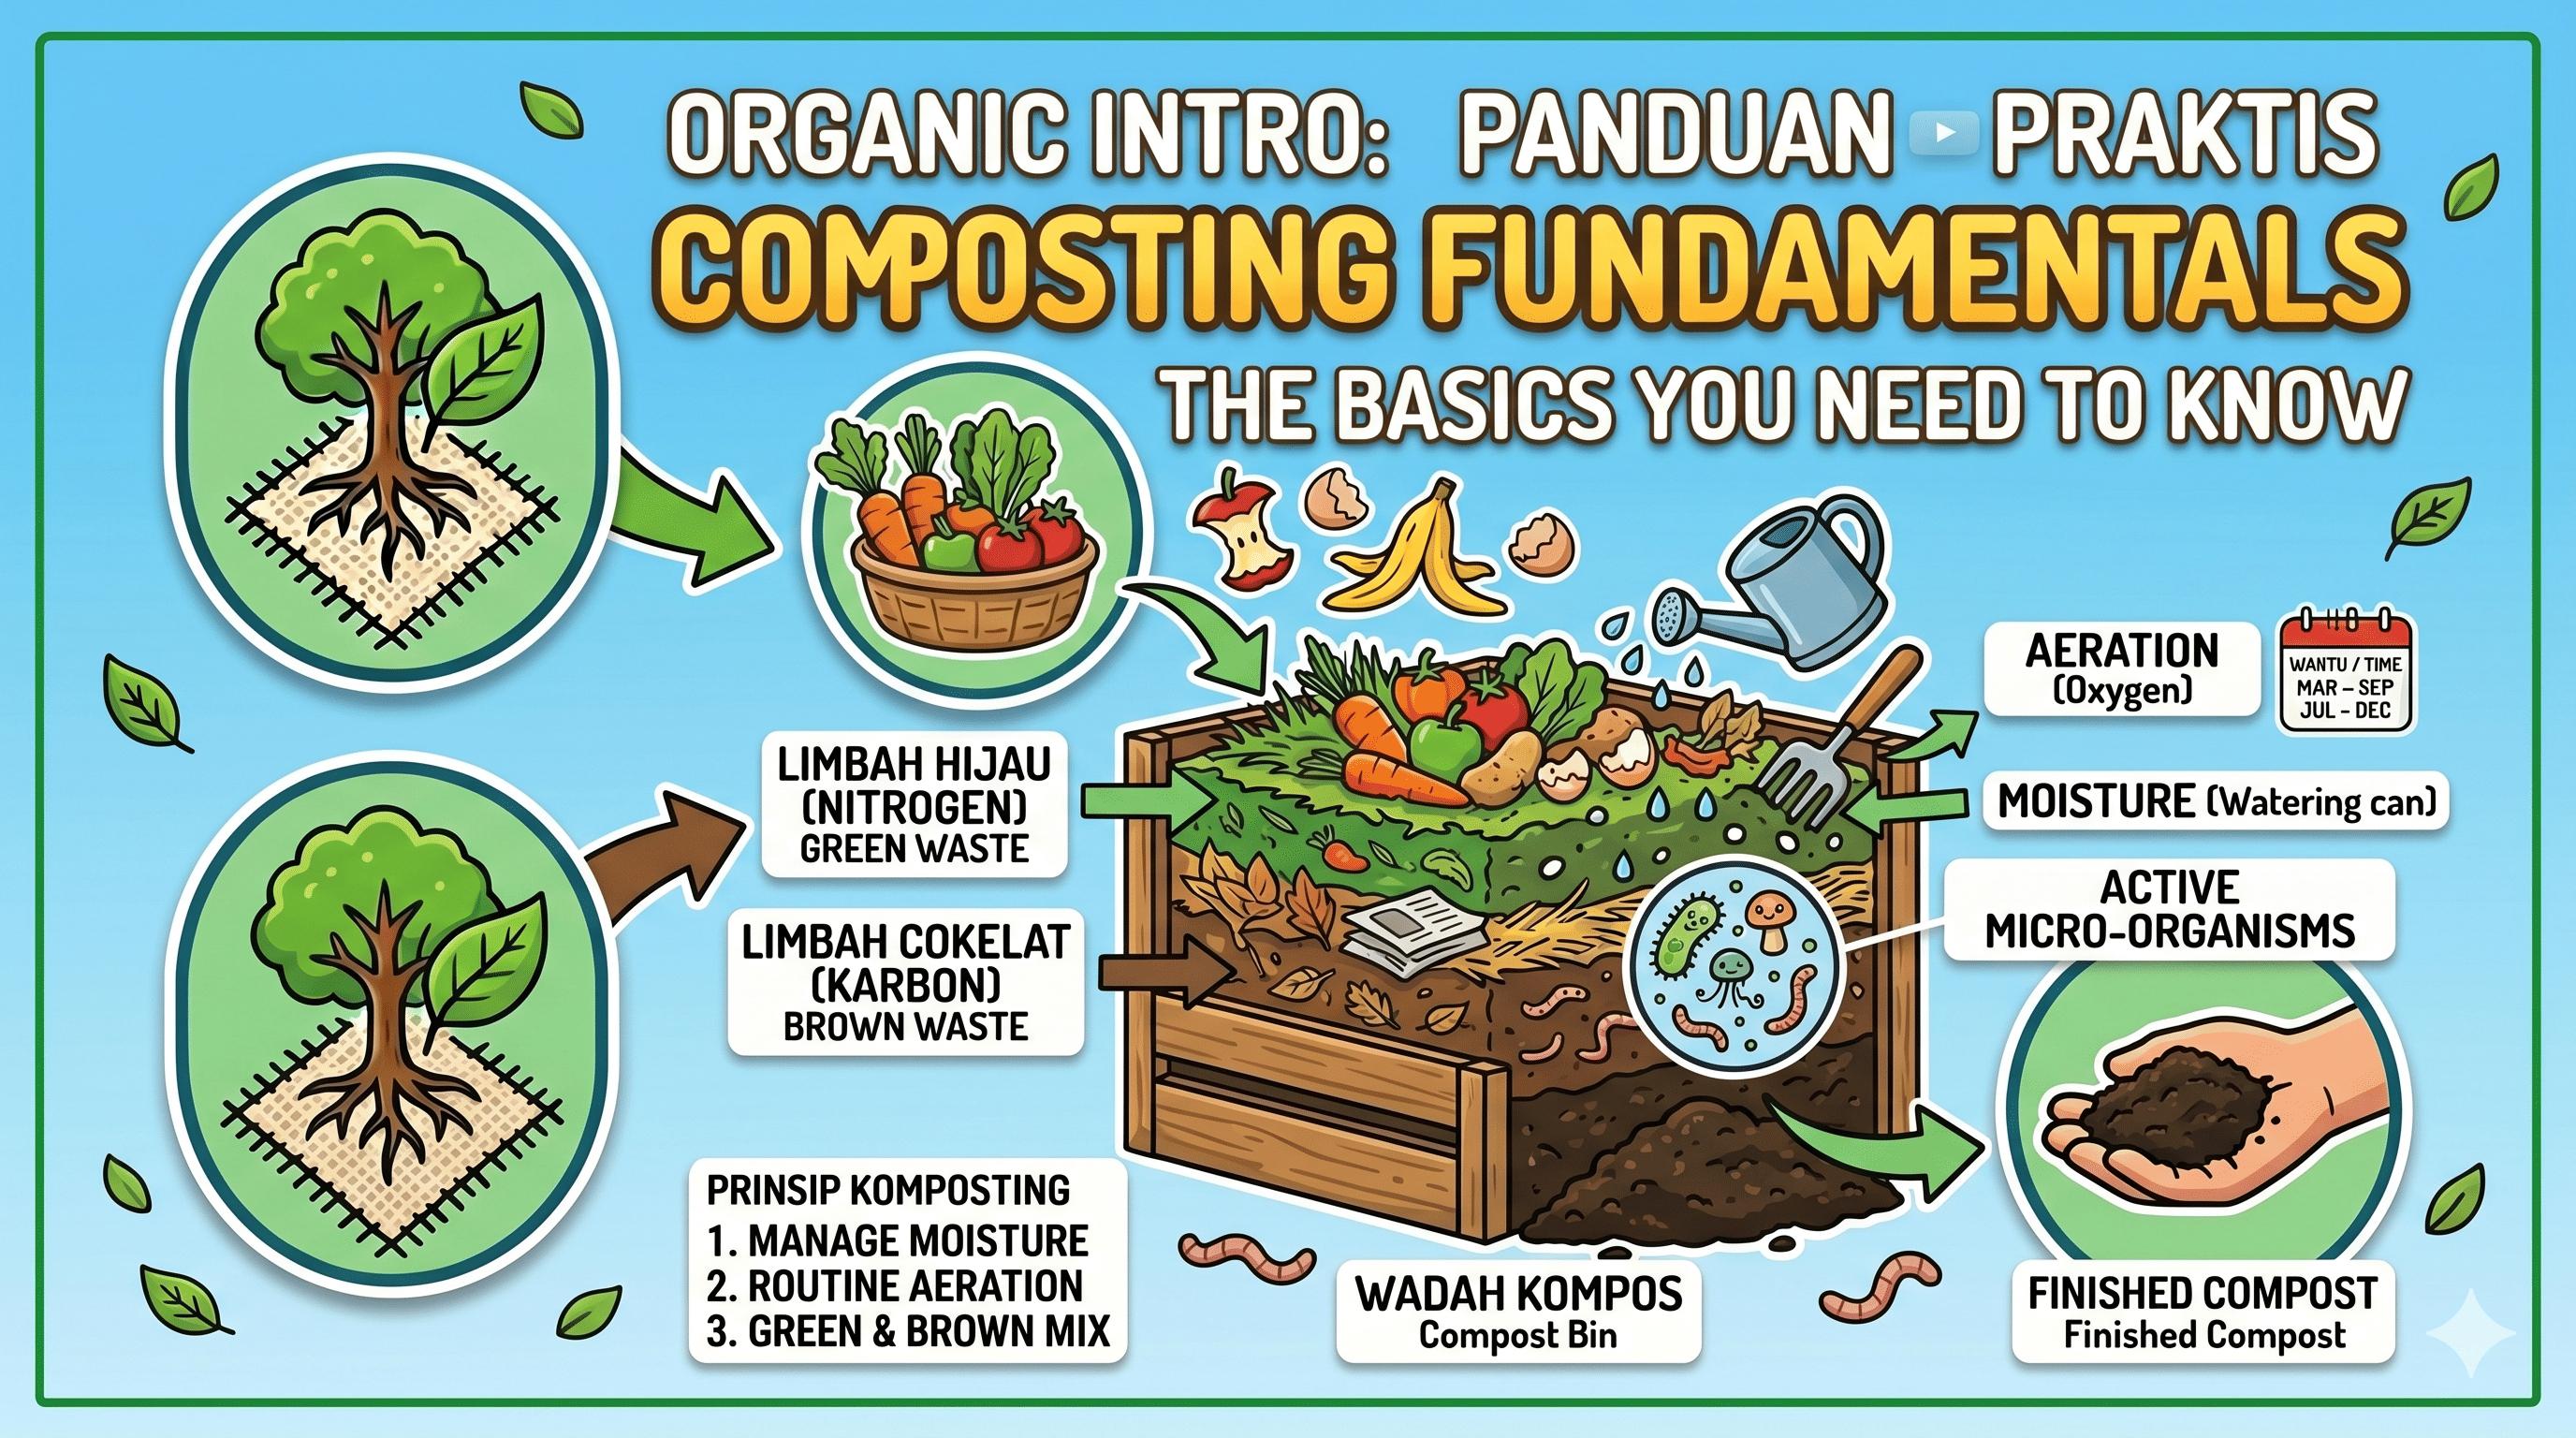 ORGANIC INTRO: PANDUAN PRAKTIS
COMPOSTING FUNDAMENTALS
THE BASICS YOU NEED TO KNOW
LIMBAH HIJAU
(NITROGEN)
GREEN WASTE
LIMBAH COKELAT
(KARBON)
BROWN WASTE
PRINSIP KOMPOSTING
1. MANAGE MOISTURE
2. ROUTINE AERATION
3. GREEN & BROWN MIX
WADAH KOMPOS
Compost Bin
AERATION
(Oxygen)
WANTU / TIME
MAR – SEP
JUL – DEC
MOISTURE (Watering can)
ACTIVE
MICRO-ORGANISMS
FINISHED COMPOST
Finished Compost